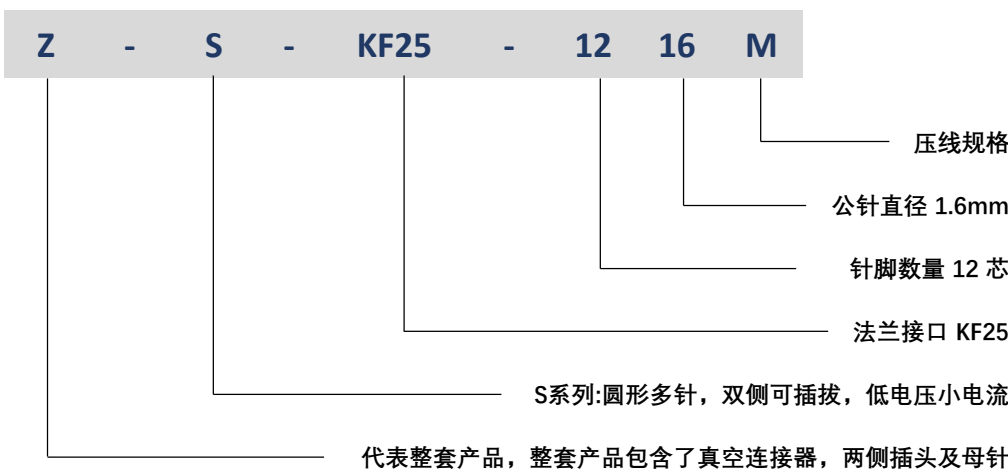 Z - S - KF25 - 12 16 M
压线规格
公针直径 1.6mm
针脚数量 12 芯
法兰接口 KF25
S系列:圆形多针，双侧可插拔，低电压小电流
代表整套产品，整套产品包含了真空连接器，两侧插头及母针